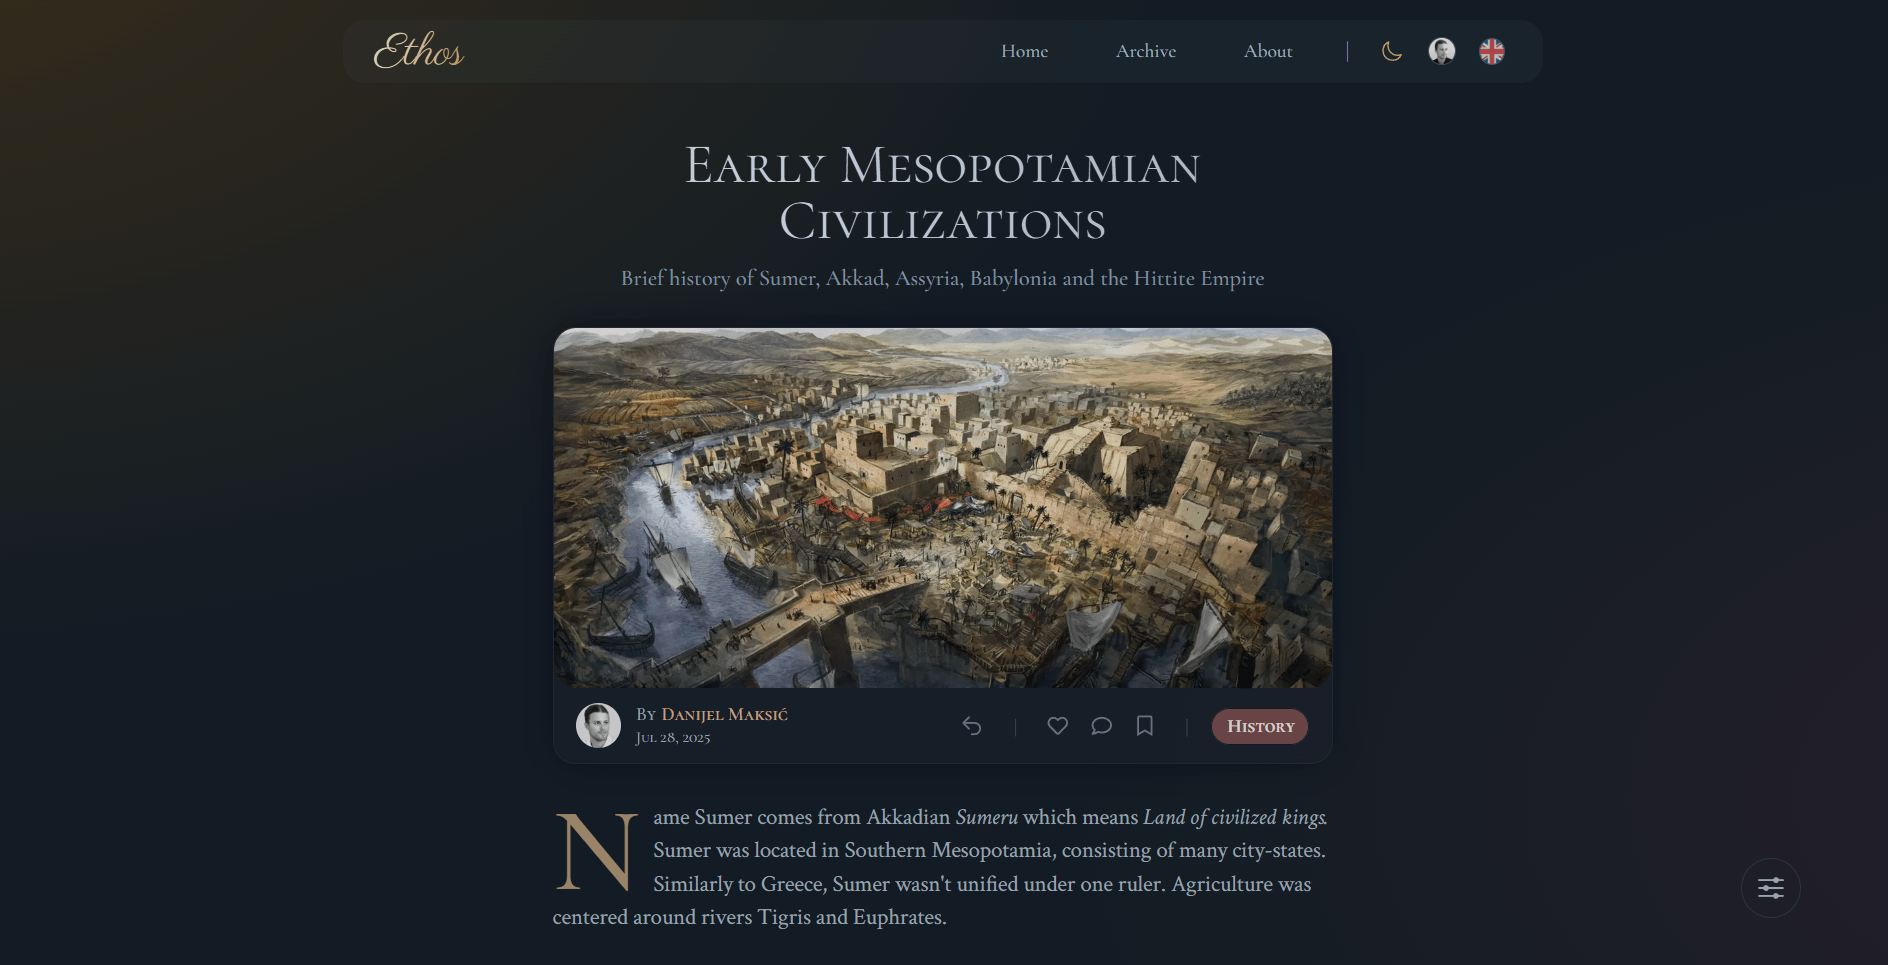 Ethos
Home Archive About
Early Mesopotamian
Civilizations
Brief history of Sumer, Akkad, Assyria, Babylonia and the Hittite Empire
By Danijel Maksić
Jul 28, 2025
History
Name Sumer comes from Akkadian Sumeru which means Land of civilized kings.
Sumer was located in Southern Mesopotamia, consisting of many city-states.
Similarly to Greece, Sumer wasn't unified under one ruler. Agriculture was
centered around rivers Tigris and Euphrates.